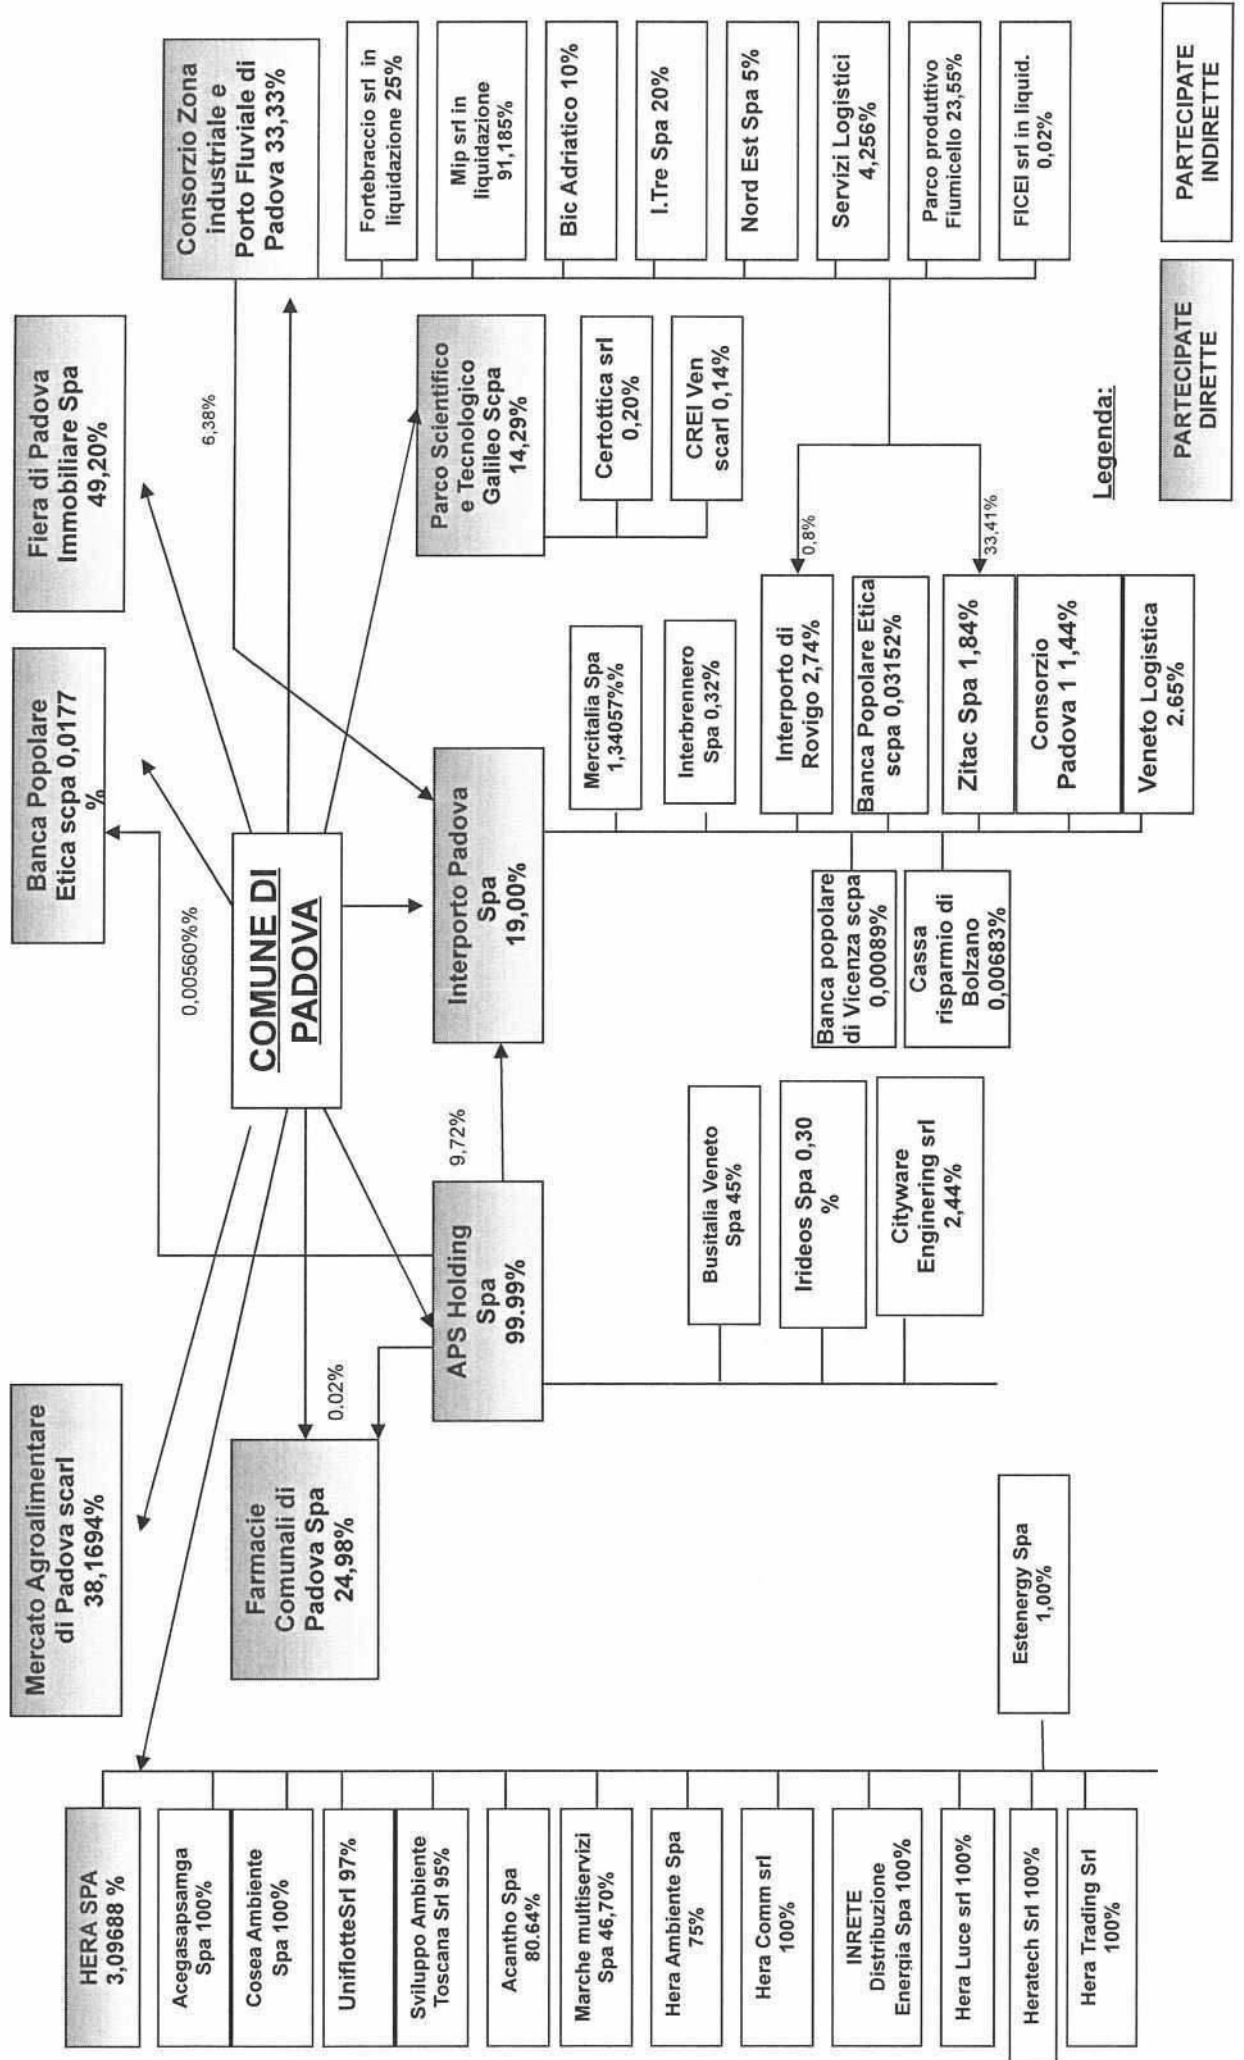 HERA SPA
3,09688 %
Acegasapsamga
Spa 100%
Cosea Ambiente
Spa 100%
UniflotteSrl 97%
Sviluppo Ambiente
Toscana Srl 95%
Acantho Spa
80.64%
Marche multiservizi
Spa 46,70%
Hera Ambiente Spa
75%
Hera Comm srl
100%
INRETE
Distribuzione
Energia Spa 100%
Hera Luce srl 100%
Heratech Srl 100%
Hera Trading Srl
100%
Estenergy Spa
1,00%
Mercato Agroalimentare
di Padova scarl
38,1694%
Farmacie
Comunali di
Padova Spa
24,98%
0.02%
APS Holding
Spa
99.99%
9,72%
Busitalia Veneto
Spa 45%
Irideos Spa 0,30
%
Cityware
Enginering srl
2,44%
Banca Popolare
Etica scpa 0,0177
%
0,00560%%
COMUNE DI
PADOVA
Interporto Padova
Spa
19,00%
Mercitalia Spa
1,34057%%
Interbrennero
Spa 0,32%
Interporto di
Rovigo 2,74%
Banca Popolare Etica
scpa 0,03152%
Zitac Spa 1,84%
Consorzio
Padova 1 1,44%
Veneto Logistica
2.65%
Banca popolare
di Vicenza scpa
0,00089%
Cassa
risparmio di
Bolzano
0,00683%
Fiera di Padova
Immobiliare Spa
49,20%
6,38%
Parco Scientifico
e Tecnologico
Galileo Scpa
14,29%
Certottica srl
0,20%
CREI Ven
scarl 0,14%
0,8%
33,41%
Consorzio Zona
industriale e
Porto Fluviale di
Padova 33,33%
Fortebraccio srl in
liquidazione 25%
Mip srl in
liquidazione
91,185%
Bic Adriatico 10%
I.Tre Spa 20%
Nord Est Spa 5%
Servizi Logistici
4,256%
Parco produttivo
Fiumicello 23,55%
FICEI srl in liquid.
0,02%
Legenda:
PARTECIPATE
DIRETTE
PARTECIPATE
INDIRETTE